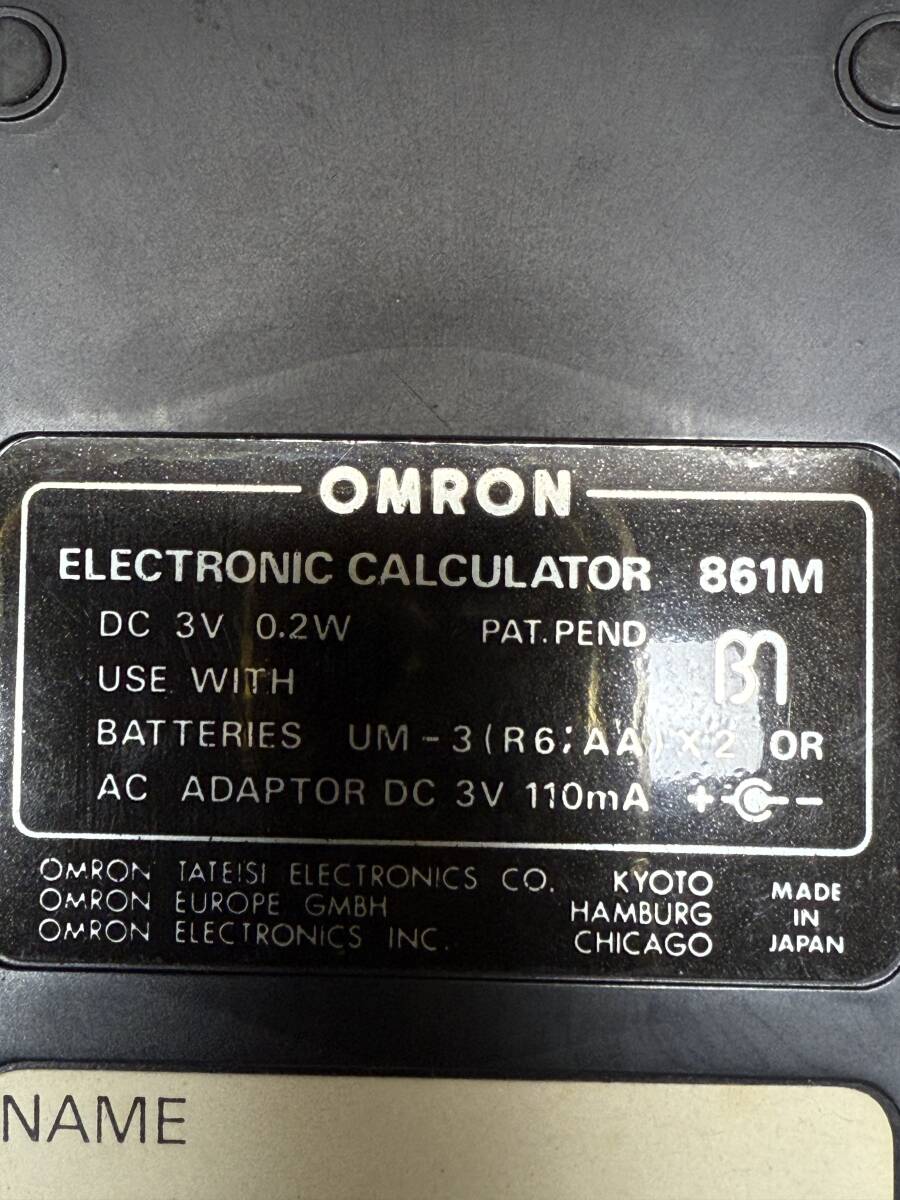 OMRON
ELECTRONIC CALCULATOR 861M
DC 3V 0.2W PAT.PEND
USE WITH
BATTERIES UM-3(R6;AA)X2 OR
AC ADAPTOR DC 3V 110mA + -
OMRON TATEISI ELECTRONICS CO. KYOTO
OMRON EUROPE GMBH HAMBURG
OMRON ELECTRONICS INC. CHICAGO
MADE
IN
JAPAN
NAME